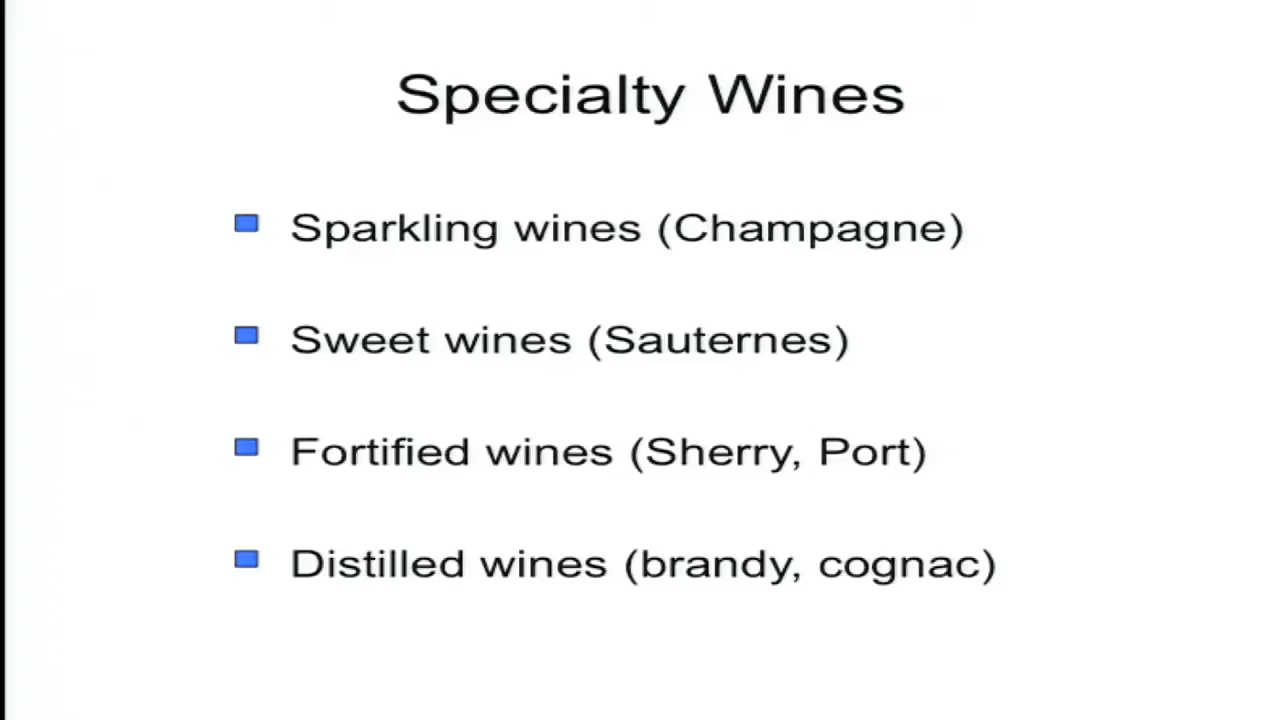 Specialty Wines
Sparkling wines (Champagne)
Sweet wines (Sauternes)
Fortified wines (Sherry, Port)
Distilled wines (brandy, cognac)